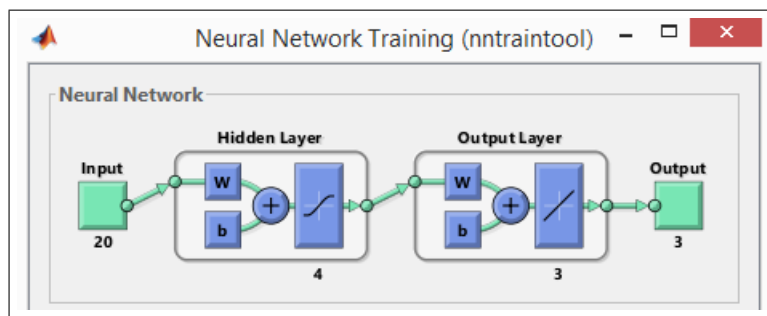 Neural Network Training (nntraintool)
Neural Network
Hidden Layer
Output Layer
Input
Output
W
b
+
W
b
+
20
4
3
3